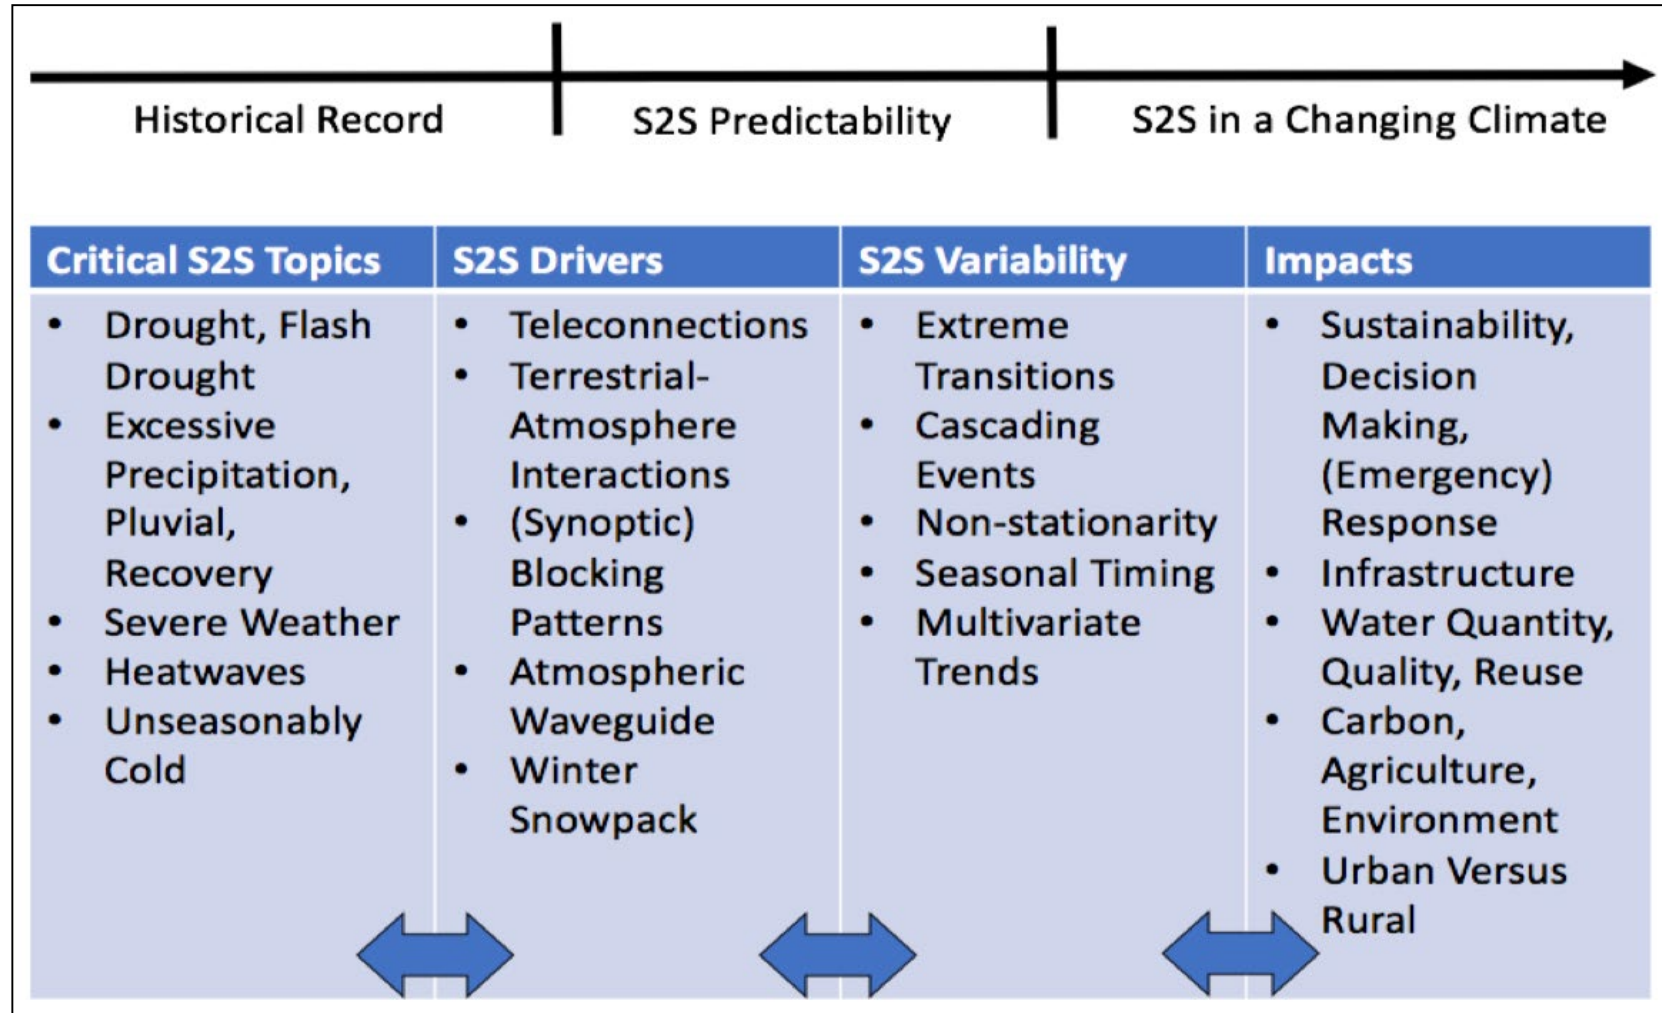 Historical Record
S2S Predictability
S2S in a Changing Climate
Critical S2S Topics
• Drought, Flash
Drought
• Excessive
Precipitation,
Pluvial,
Recovery
• Severe Weather
• Heatwaves
• Unseasonably
Cold
S2S Drivers
• Teleconnections
• Terrestrial-
Atmosphere
Interactions
• (Synoptic)
Blocking
Patterns
• Atmospheric
Waveguide
• Winter
Snowpack
S2S Variability
• Extreme
Transitions
• Cascading
Events
• Non-stationarity
• Seasonal Timing
• Multivariate
Trends
Impacts
• Sustainability,
Decision
Making,
(Emergency)
Response
• Infrastructure
• Water Quantity,
Quality, Reuse
• Carbon,
Agriculture,
Environment
• Urban Versus
Rural